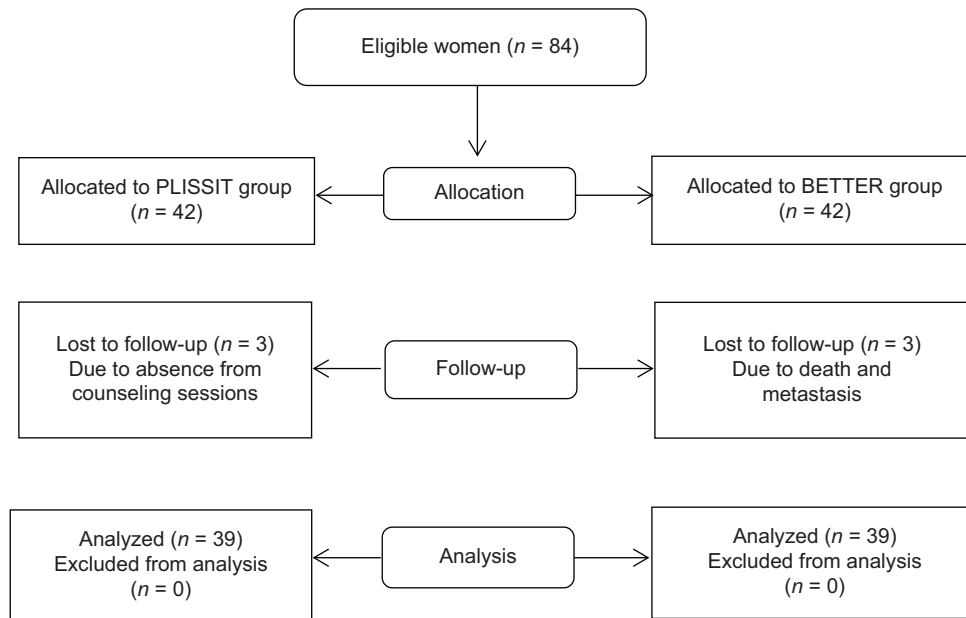 Eligible women (n = 84)
Allocated to PLISSIT group
(n = 42)
Allocation
Allocated to BETTER group
(n = 42)
Lost to follow-up (n = 3)
Due to absence from
counseling sessions
Follow-up
Lost to follow-up (n = 3)
Due to death and
metastasis
Analyzed (n = 39)
Excluded from analysis
(n = 0)
Analysis
Analyzed (n = 39)
Excluded from analysis
(n = 0)